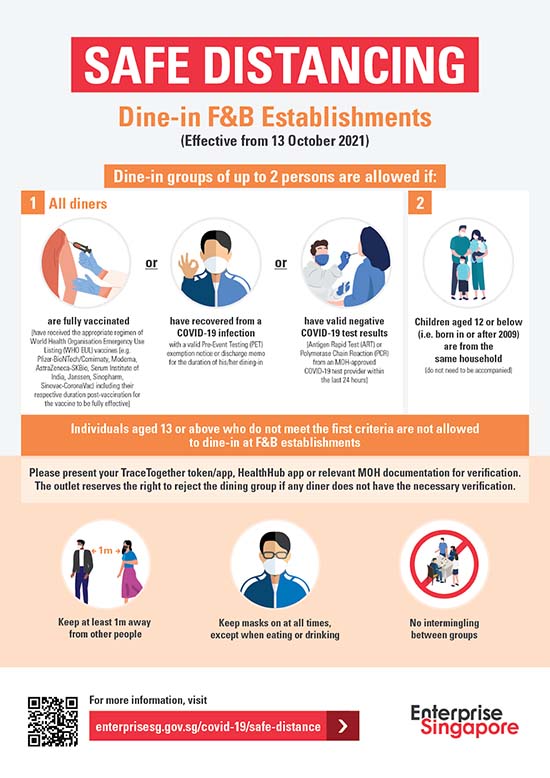 SAFE DISTANCING
Dine-in F&B Establishments
(Effective from 13 October 2021)
Dine-in groups of up to 2 persons are allowed if:
1 All diners
are fully vaccinated
[have received the appropriate regimen of
World Health Organisation Emergency Use
Listing (WHO EUL) vaccines (e.g.
Pfizer-BioNTech/Comirnaty, Moderna,
AstraZeneca-SKBio, Serum Institute of
India, Janssen, Sinopharm,
Sinovac-CoronaVac) including their
respective duration post-vaccination for
the vaccine to be fully effective]
or
have recovered from a
COVID-19 infection
with a valid Pre-Event Testing (PET)
exemption notice or discharge memo
for the duration of his/her dining-in
or
have valid negative
COVID-19 test results
[Antigen Rapid Test (ART) or
Polymerase Chain Reaction (PCR)
from an MOH-approved
COVID-19 test provider within
the last 24 hours]
2
Children aged 12 or below
(i.e. born in or after 2009)
are from the
same household
(do not need to be accompanied)
Individuals aged 13 or above who do not meet the first criteria are not allowed
to dine-in at F&B establishments
Please present your TraceTogether token/app, HealthHub app or relevant MOH documentation for verification.
The outlet reserves the right to reject the dining group if any diner does not have the necessary verification.
1m
Keep at least 1m away
from other people
Keep masks on at all times,
except when eating or drinking
No intermingling
between groups
For more information, visit
enterprisesg.gov.sg/covid-19/safe-distance
Enterprise
Singapore